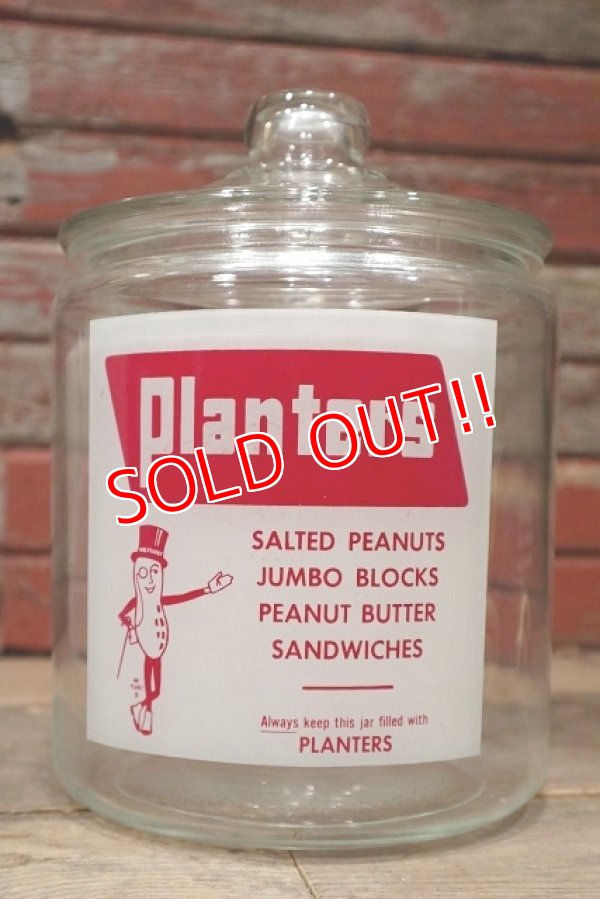 Planters
SOLD OUT!!
SALTED PEANUTS
JUMBO BLOCKS
PEANUT BUTTER
SANDWICHES
Always keep this jar filled with
PLANTERS